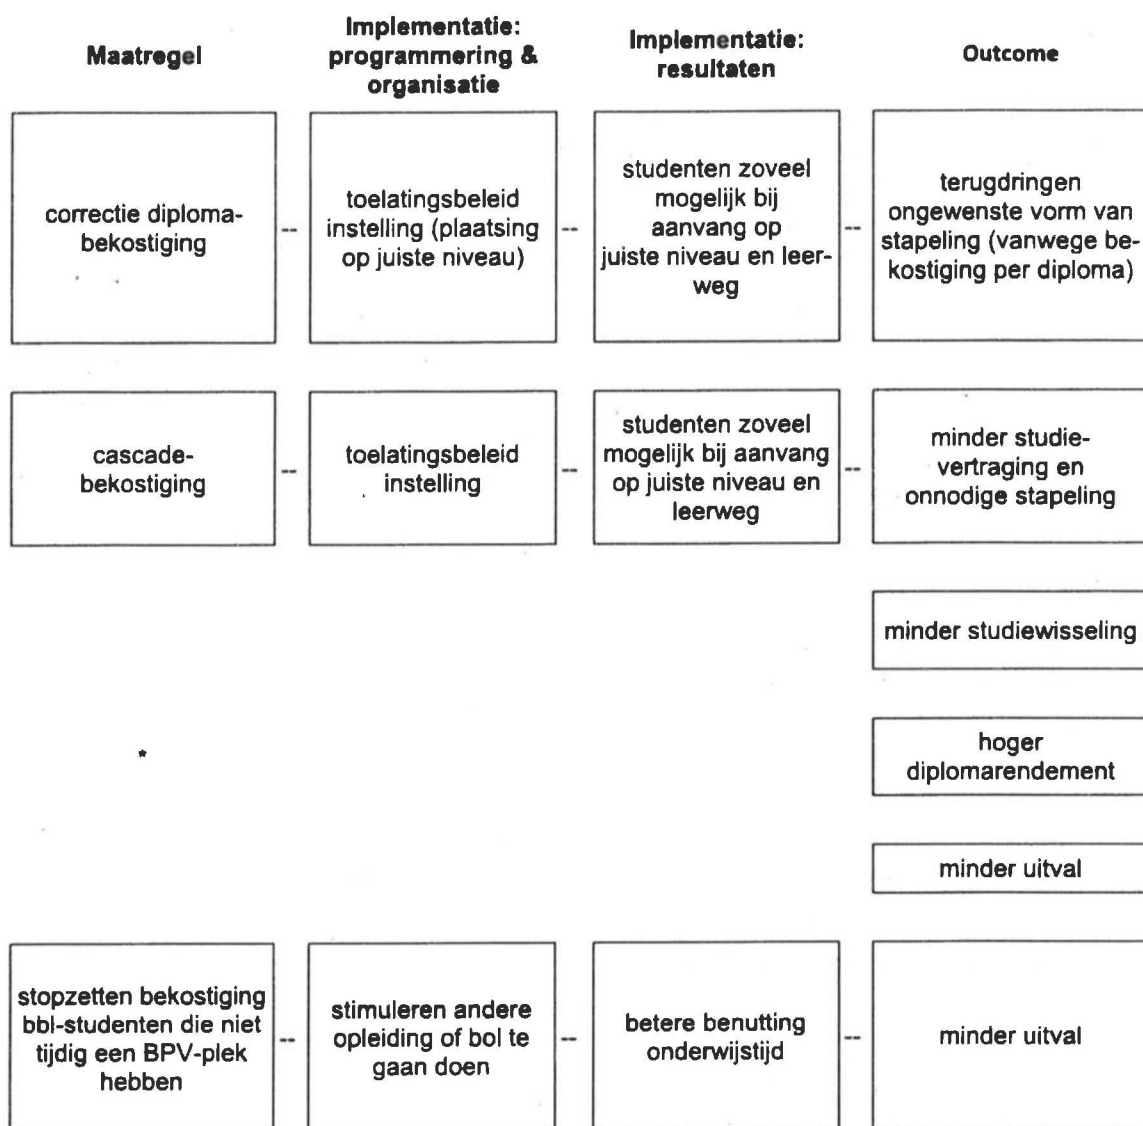 Maatregel
Implementatie:
programmering &
organisatie
Implementatie:
resultaten
Outcome
correctie diploma-
bekostiging
--
toelatingsbeleid
instelling (plaatsing
op juiste niveau)
--
studenten zoveel
mogelijk bij
aanvang op
juiste niveau en leer-
weg
--
terugdringen
ongewenste vorm van
stapeling (vanwege be-
kostiging per diploma)
cascade-
bekostiging
--
toelatingsbeleid
instelling
--
studenten zoveel
mogelijk bij aanvang
op juiste niveau en
leerweg
--
minder studie-
vertraging en
onnodige stapeling
minder studiewisseling
*
hoger
diplomarendement
minder uitval
stopzetten bekostiging
bbl-studenten die niet
tijdig een BPV-plek
hebben
--
stimuleren andere
opleiding of bol te
gaan doen
--
betere benutting
onderwijstijd
--
minder uitval